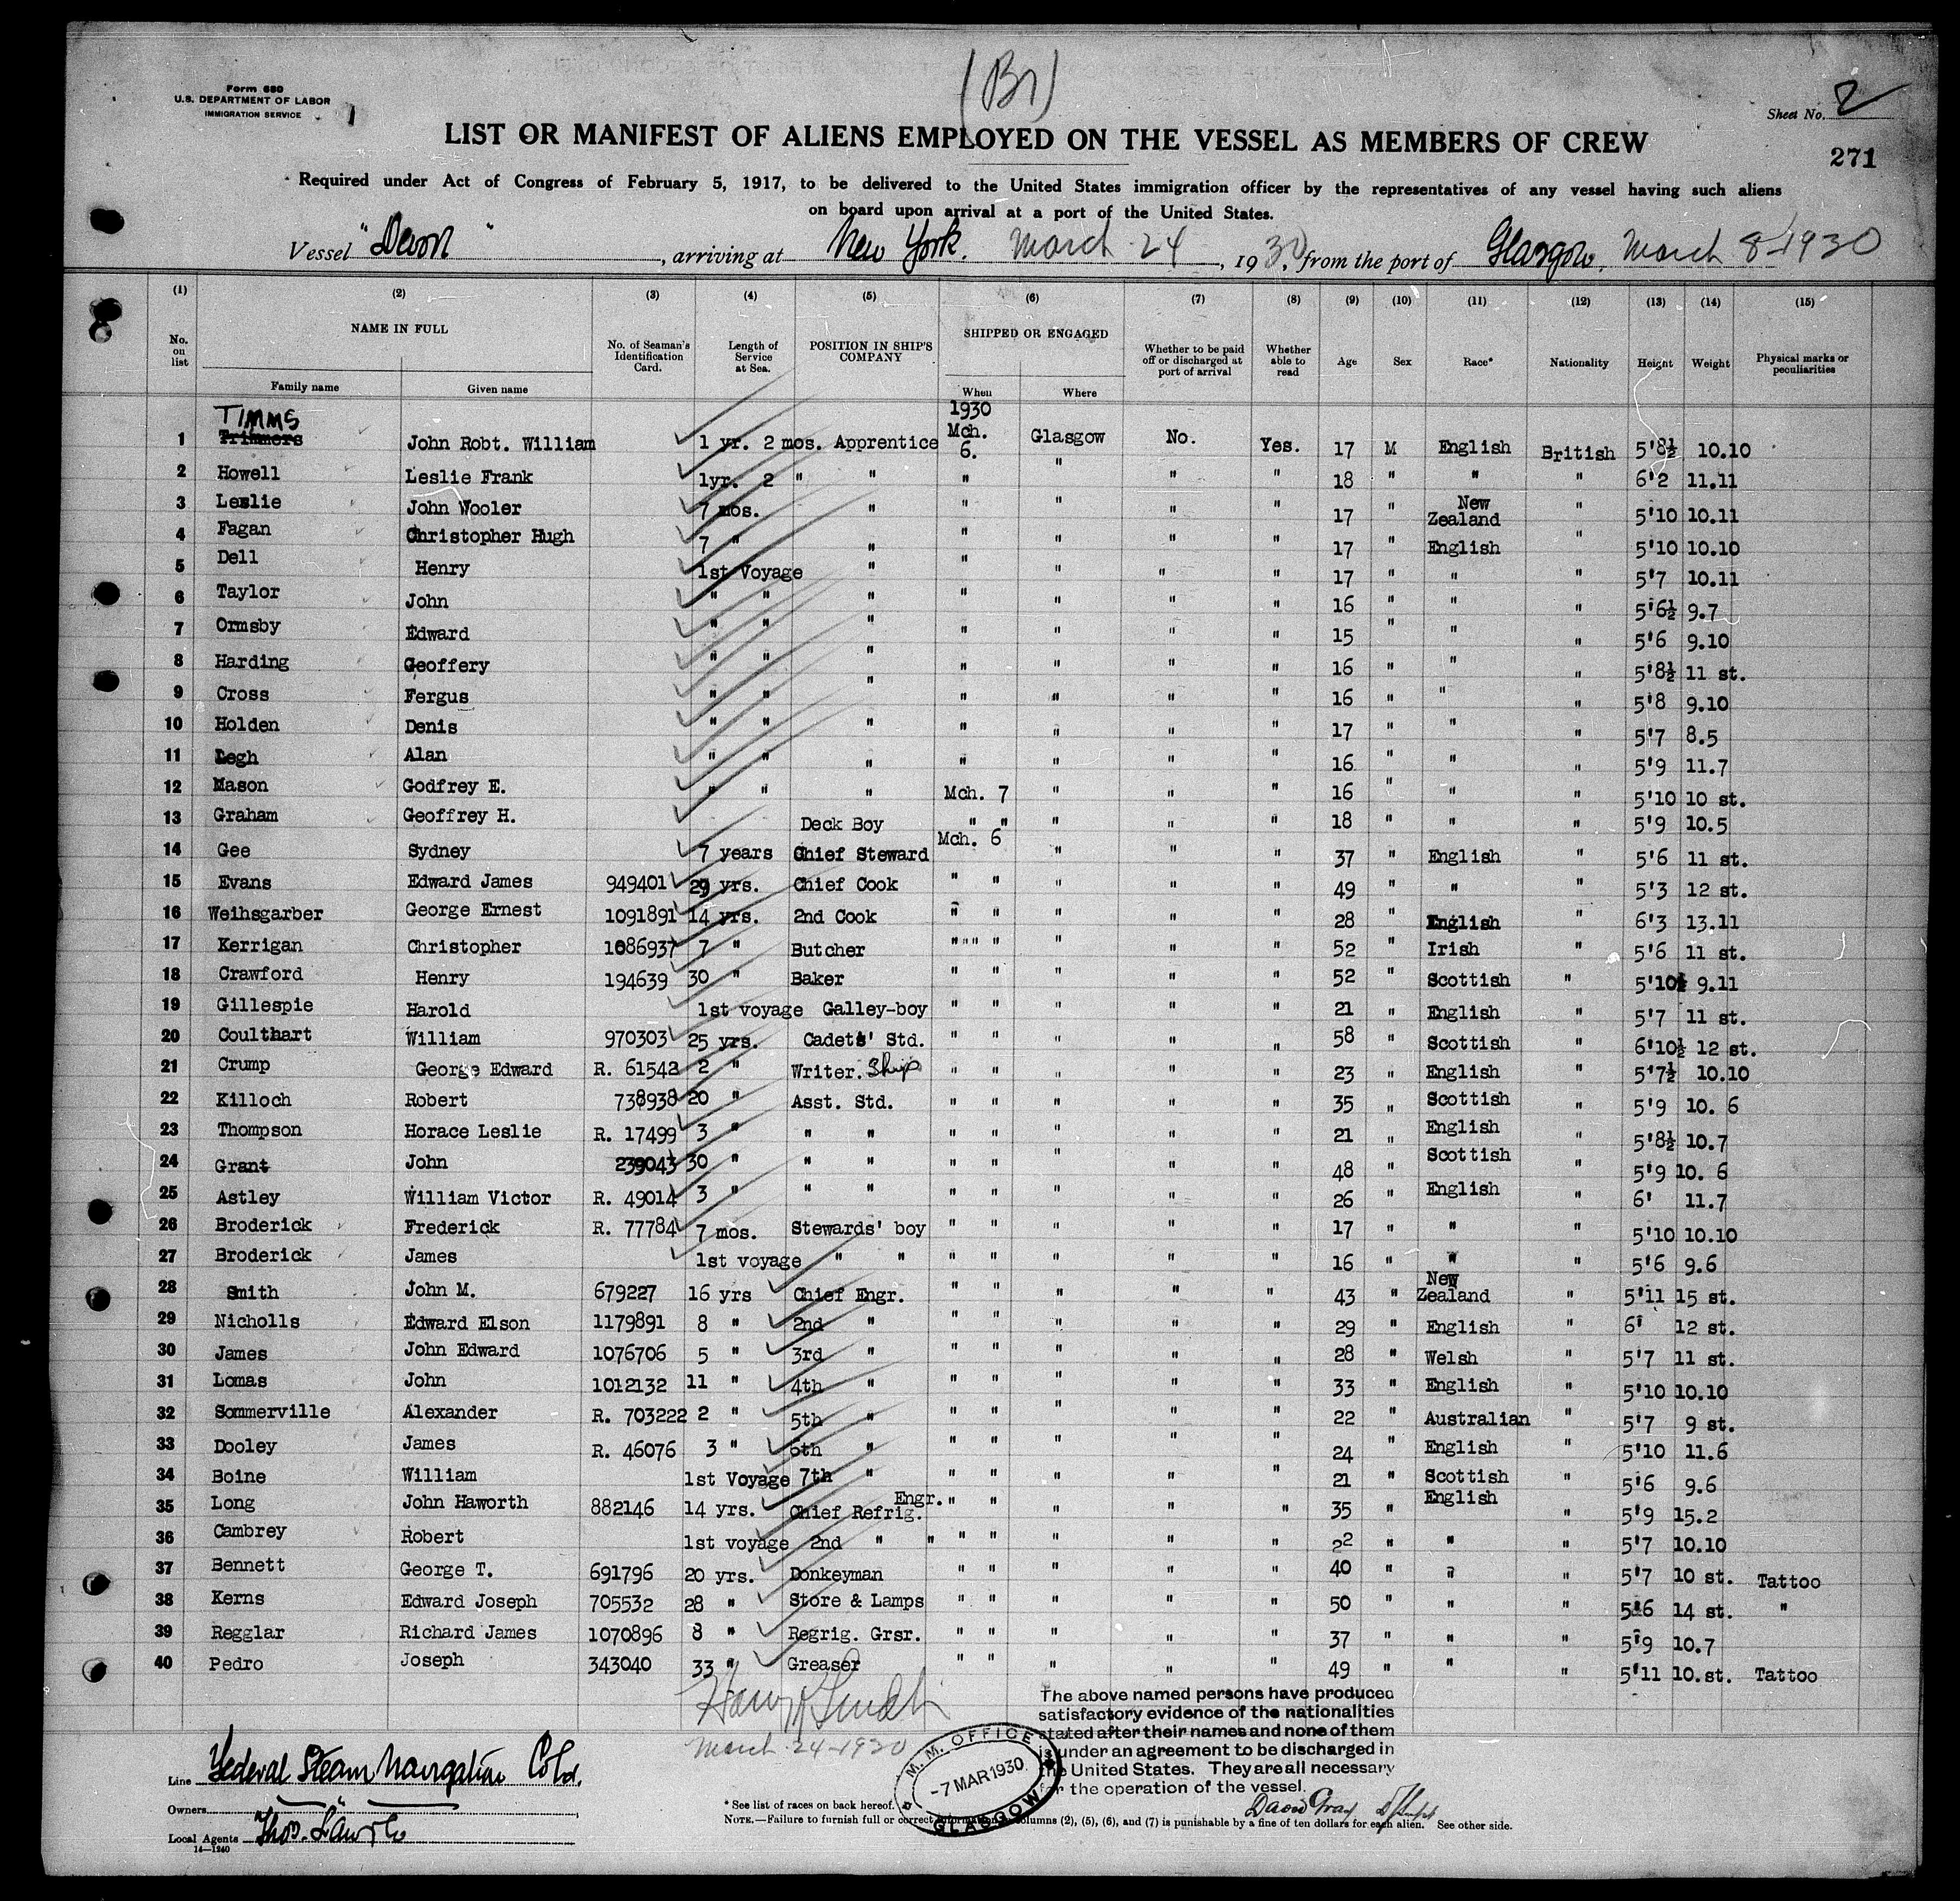 (Br)
Form 680
U.S. DEPARTMENT OF LABOR
IMMIGRATION SERVICE
Sheet No. 2
LIST OR MANIFEST OF ALIENS EMPLOYED ON THE VESSEL AS MEMBERS OF CREW
271
Required under Act of Congress of February 5, 1917, to be delivered to the United States immigration officer by the representatives of any vessel having such aliens
on board upon arrival at a port of the United States.
Vessel "Devon", arriving at New York. March 24, 1930, from the port of Glasgow, March 8-1930
(1) (2) (3) (4) (5) (6) (7) (8) (9) (10) (11) (12) (13) (14) (15)
No. on list NAME IN FULL Family name Given name No. of Seaman's Identification Card. Length of Service at Sea. POSITION IN SHIP'S COMPANY SHIPPED OR ENGAGED When Where Whether to be paid off or discharged at port of arrival Whether able to read Age Sex Race* Nationality Height Weight Physical marks or peculiarities
TIMMS 1930
1 Trimmers John Robt. William 1 yr. 2 mos. Apprentice Mch. 6. Glasgow No. Yes. 17 M English British 5'8½ 10.10
2 Howell Leslie Frank 1yr. 2 " " " " " " 18 " " " 6'2 11.11
3 Leslie John Wooler 7 mos. " " " " " 17 " New Zealand " 5'10 10.11
4 Fagan Christopher Hugh 7 " " " " " " 17 " English " 5'10 10.10
5 Dell Henry 1st Voyage " " " " " 17 " " " 5'7 10.11
6 Taylor John " " " " " " " 16 " " " 5'6½ 9.7
7 Ormsby Edward " " " " " " " 15 " " " 5'6 9.10
8 Harding Geoffery " " " " " " " 16 " " " 5'8½ 11 st.
9 Cross Fergus " " " " " " " 16 " " " 5'8 9.10
10 Holden Denis " " " " " " " 17 " " " 5'7 8.5
11 Legh Alan " " " " " " " 16 " " " 5'9 11.7
12 Mason Godfrey E. " " " Mch. 7 " " " 16 " " " 5'10 10 st.
13 Graham Geoffrey H. Deck Boy " " " " " 18 " " " 5'9 10.5
14 Gee Sydney 7 years Chief Steward Mch. 6 " " " 37 " English " 5'6 11 st.
15 Evans Edward James 949401 29 yrs. Chief Cook " " " " " 49 " " " 5'3 12 st.
16 Weihsgarber George Ernest 1091891 14 yrs. 2nd Cook " " " " " 28 " English " 6'3 13.11
17 Kerrigan Christopher 1086937 7 " Butcher " " " " " " " 52 " Irish " 5'6 11 st.
18 Crawford Henry 194639 30 " Baker " " " " " 52 " Scottish " 5'10½ 9.11
19 Gillespie Harold 1st voyage Galley-boy " " " " " 21 " English " 5'7 11 st.
20 Coulthart William 970303 25 yrs. Cadets' Std. " " " " " 58 " Scottish " 6'10½ 12 st.
21 Crump George Edward R. 61542 2 " Writer. Ship " " " " " 23 " English " 5'7½ 10.10
22 Killoch Robert 738938 20 " Asst. Std. " " " " " 35 " Scottish " 5'9 10. 6
23 Thompson Horace Leslie R. 17499 3 " " " " " " " " 21 " English " 5'8½ 10.7
24 Grant John 239043 30 " " " " " " " " 48 " Scottish " 5'9 10. 6
25 Astley William Victor R. 49014 3 " " " " " " " " 26 " English " 6' 11.7
26 Broderick Frederick R. 77784 7 mos. Stewards' boy " " " " " 17 " " " 5'10 10.10
27 Broderick James 1st voyage " " " " " " " 16 " " " 5'6 9.6
28 Smith John M. 679227 16 yrs Chief Engr. " " " " " 43 " New Zealand " 5'11 15 st.
29 Nicholls Edward Elson 1179891 8 " 2nd " " " " " " 29 " English " 6' 12 st.
30 James John Edward 1076706 5 " 3rd " " " " " " 28 " Welsh " 5'7 11 st.
31 Lomas John 1012132 11 " 4th " " " " " " 33 " English " 5'10 10.10
32 Sommerville Alexander R. 703222 2 " 5th " " " " " " 22 " Australian " 5'7 9 st.
33 Dooley James R. 46076 3 " 6th " " " " " " 24 " English " 5'10 11.6
34 Boine William 1st Voyage 7th " " " " " " 21 " Scottish " 5'6 9.6
35 Long John Haworth 882146 14 yrs. Chief Refrig. Engr. " " " " " 35 " English " 5'9 15.2
36 Cambrey Robert 1st voyage 2nd " " " " " " " 22 " " " 5'7 10.10
37 Bennett George T. 691796 20 yrs. Donkeyman " " " " " 40 " " " 5'7 10 st. Tattoo
38 Kerns Edward Joseph 705532 28 " Store & Lamps " " " " " 50 " " " 5'6 14 st. "
39 Regglar Richard James 1070896 8 " Regrig. Grsr. " " " " " 37 " " " 5'9 10.7
40 Pedro Joseph 343040 33 " Greaser " " " " " 49 " " " 5'11 10.st. Tattoo
March 24-1930
The above named persons have produced
satisfactory evidence of the nationalities
stated after their names and none of them
is under an agreement to be discharged in
the United States. They are all necessary
for the operation of the vessel.
M.M. OFFICE
-7 MAR 1930
GLASGOW
David Gray
Line Federal Steam Navigation Co Ld.
Owners
Local Agents Thos. Law & Co
14-1240
* See list of races on back hereof.
NOTE.—Failure to furnish full or correct information columns (2), (5), (6), and (7) is punishable by a fine of ten dollars for each alien. See other side.